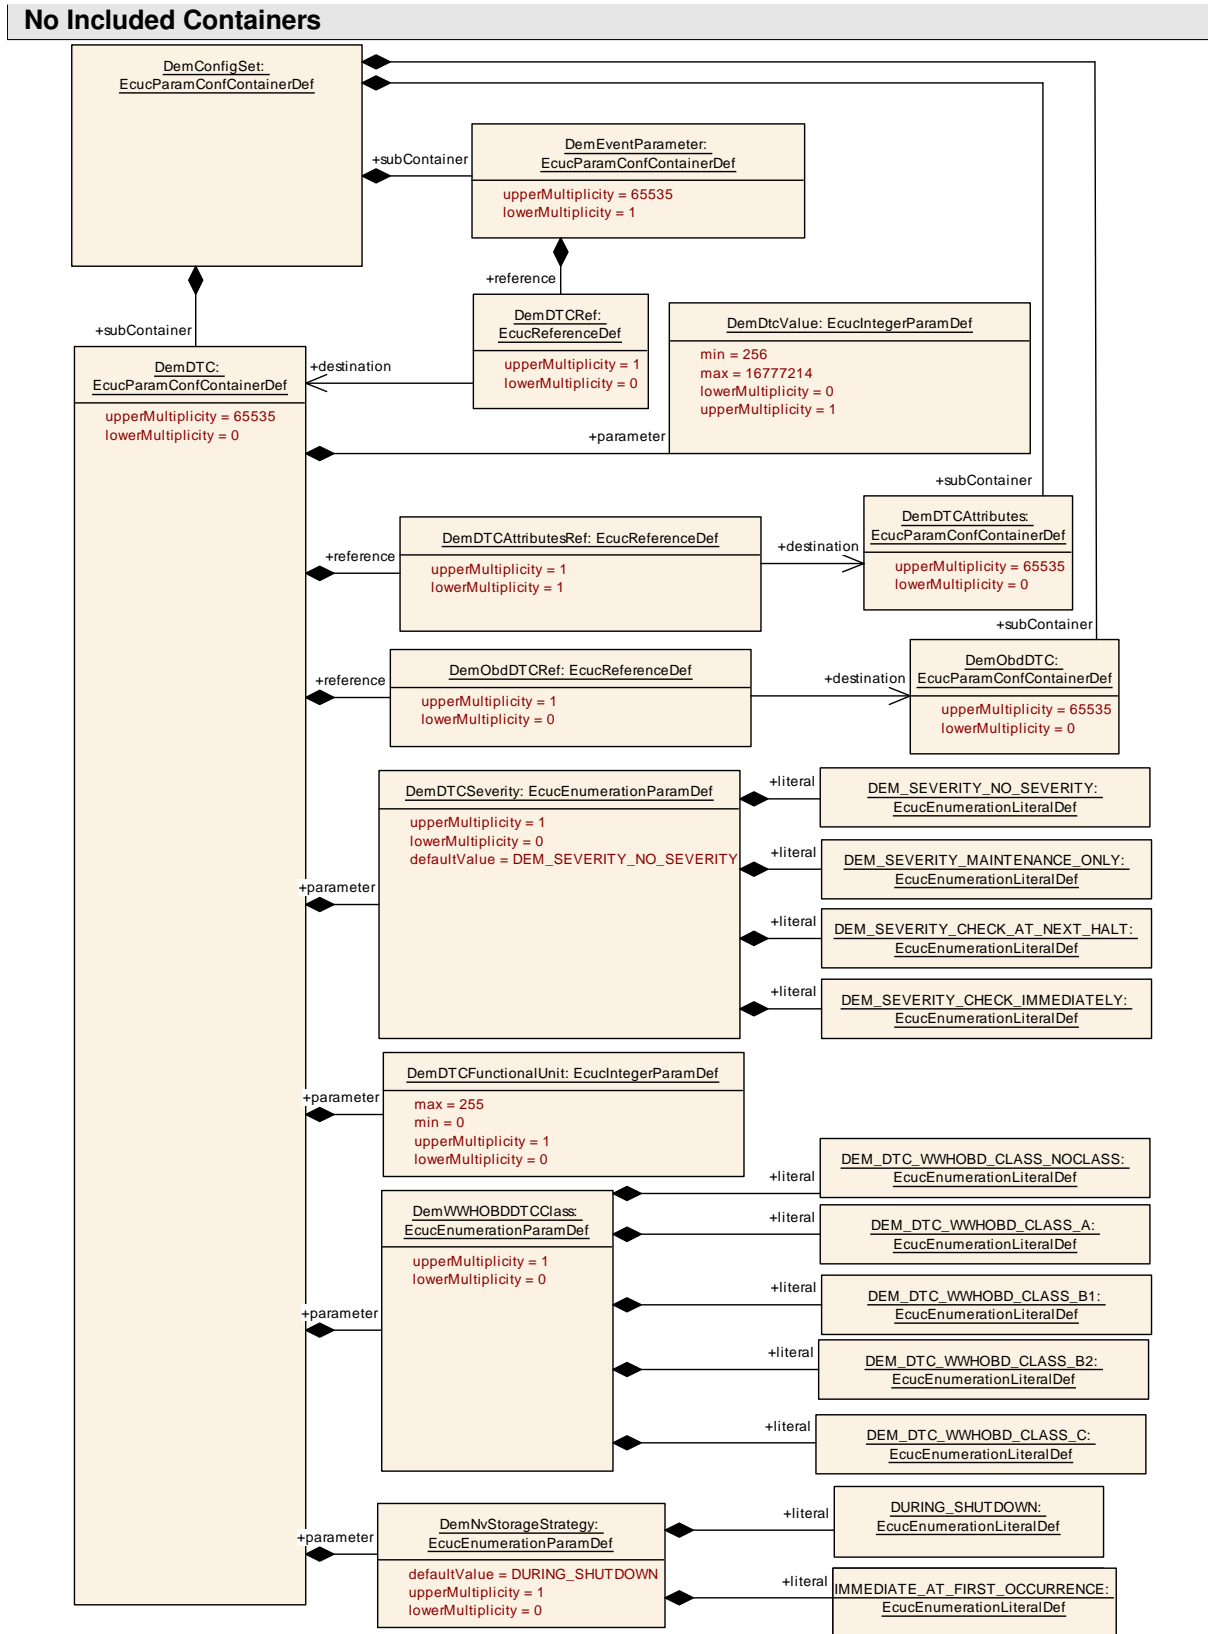 No Included Containers
DemConfigSet:
EcucParamConfContainerDef
+subContainer
DemEventParameter:
EcucParamConfContainerDef
upperMultiplicity = 65535
lowerMultiplicity = 1
+reference
+subContainer
DemDTCRef:
EcucReferenceDef
upperMultiplicity = 1
lowerMultiplicity = 0
DemDtcValue: EcucIntegerParamDef
min = 256
max = 16777214
lowerMultiplicity = 0
upperMultiplicity = 1
DemDTC:
EcucParamConfContainerDef
upperMultiplicity = 65535
lowerMultiplicity = 0
+destination
+parameter
+subContainer
+reference
DemDTCAttributesRef: EcucReferenceDef
upperMultiplicity = 1
lowerMultiplicity = 1
+destination
DemDTCAttributes:
EcucParamConfContainerDef
upperMultiplicity = 65535
lowerMultiplicity = 0
+subContainer
+reference
DemObdDTCRef: EcucReferenceDef
upperMultiplicity = 1
lowerMultiplicity = 0
+destination
DemObdDTC:
EcucParamConfContainerDef
upperMultiplicity = 65535
lowerMultiplicity = 0
+parameter
DemDTCSeverity: EcucEnumerationParamDef
upperMultiplicity = 1
lowerMultiplicity = 0
defaultValue = DEM_SEVERITY_NO_SEVERITY
+literal
DEM_SEVERITY_NO_SEVERITY:
EcucEnumerationLiteralDef
+literal
DEM_SEVERITY_MAINTENANCE_ONLY:
EcucEnumerationLiteralDef
+literal
DEM_SEVERITY_CHECK_AT_NEXT_HALT:
EcucEnumerationLiteralDef
+literal
DEM_SEVERITY_CHECK_IMMEDIATELY:
EcucEnumerationLiteralDef
+parameter
DemDTCFunctionalUnit: EcucIntegerParamDef
max = 255
min = 0
upperMultiplicity = 1
lowerMultiplicity = 0
+parameter
DemWWHOBDDTCClass:
EcucEnumerationParamDef
upperMultiplicity = 1
lowerMultiplicity = 0
+literal
DEM_DTC_WWHOBD_CLASS_NOCLASS:
EcucEnumerationLiteralDef
+literal
DEM_DTC_WWHOBD_CLASS_A:
EcucEnumerationLiteralDef
+literal
DEM_DTC_WWHOBD_CLASS_B1:
EcucEnumerationLiteralDef
+literal
DEM_DTC_WWHOBD_CLASS_B2:
EcucEnumerationLiteralDef
+literal
DEM_DTC_WWHOBD_CLASS_C:
EcucEnumerationLiteralDef
+parameter
DemNvStorageStrategy:
EcucEnumerationParamDef
defaultValue = DURING_SHUTDOWN
upperMultiplicity = 1
lowerMultiplicity = 0
+literal
DURING_SHUTDOWN:
EcucEnumerationLiteralDef
+literal
IMMEDIATE_AT_FIRST_OCCURRENCE:
EcucEnumerationLiteralDef